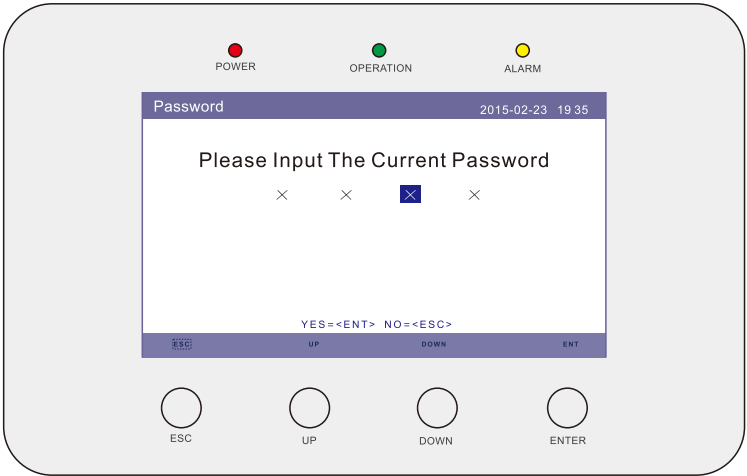 POWER OPERATION ALARM
Password 2015-02-23 19 35
Please Input The Current Password
× × × ×
YES=<ENT> NO=<ESC>
ESC UP DOWN ENT
ESC UP DOWN ENTER